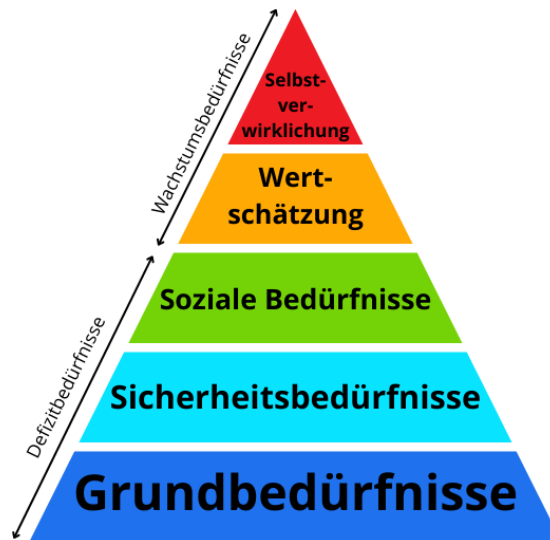 Selbst-
ver-
wirklichung
Wert-
schätzung
Soziale Bedürfnisse
Sicherheitsbedürfnisse
Grundbedürfnisse
Wachstumsbedürfnisse
Defizitbedürfnisse